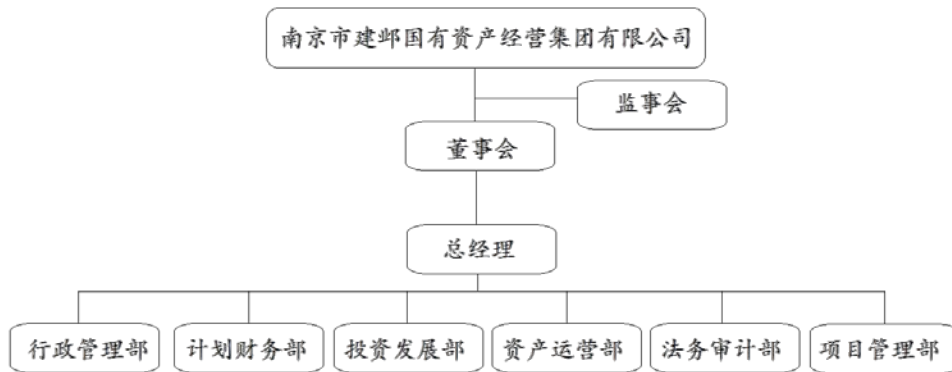 南京市建邺国有资产经营集团有限公司
监事会
董事会
总经理
行政管理部
计划财务部
投资发展部
资产运营部
法务审计部
项目管理部